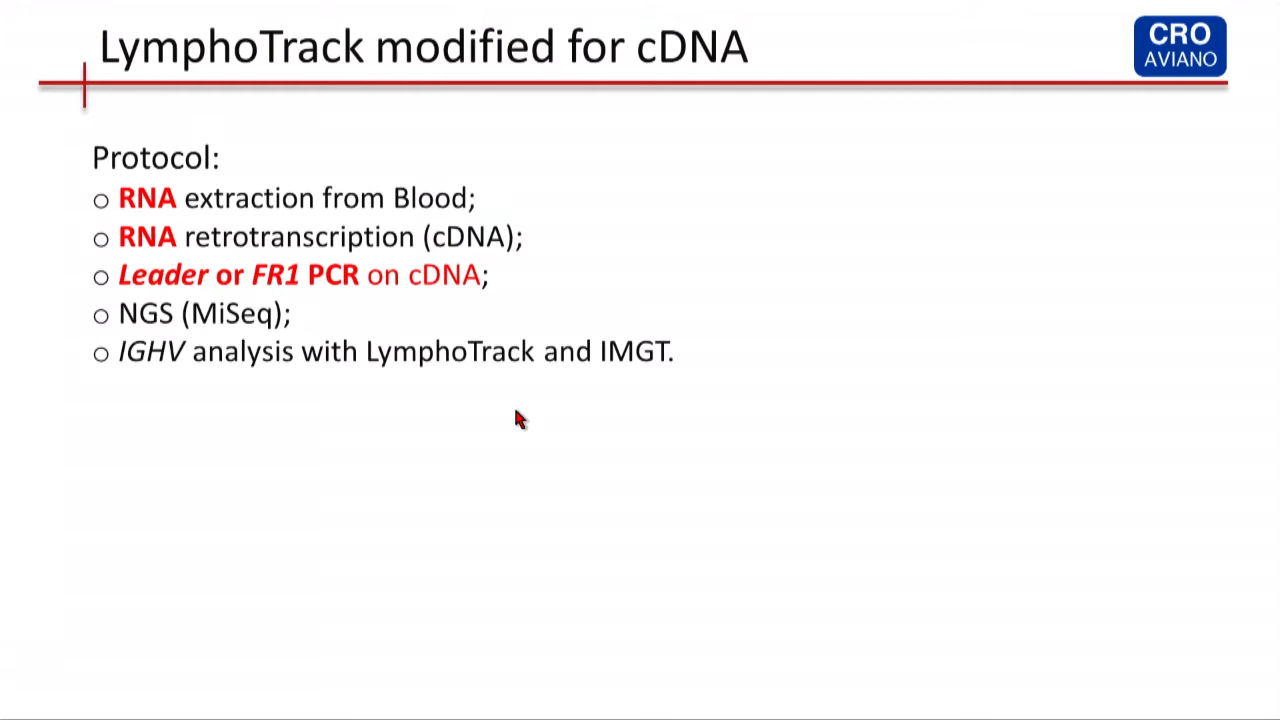 LymphoTrack modified for cDNA
CRO
AVIANO
Protocol:
o RNA extraction from Blood;
o RNA retrotranscription (cDNA);
o Leader or FR1 PCR on cDNA;
o NGS (MiSeq);
o IGHV analysis with LymphoTrack and IMGT.